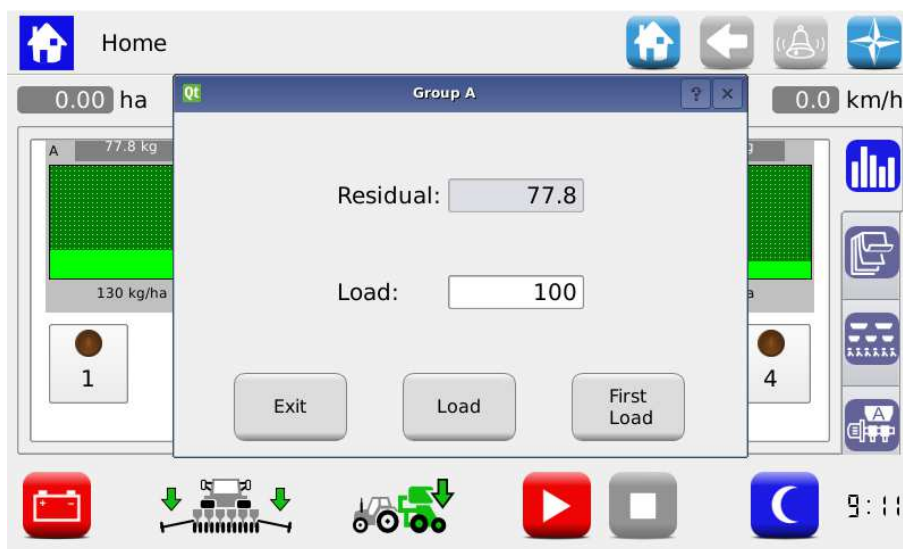 Home
0.00 ha
Qt
Group A
?
×
0.0 km/h
A
77.8 kg
Residual: 77.8
130 kg/ha
Load: 100
1
4
Exit
Load
First
Load
A
9:11